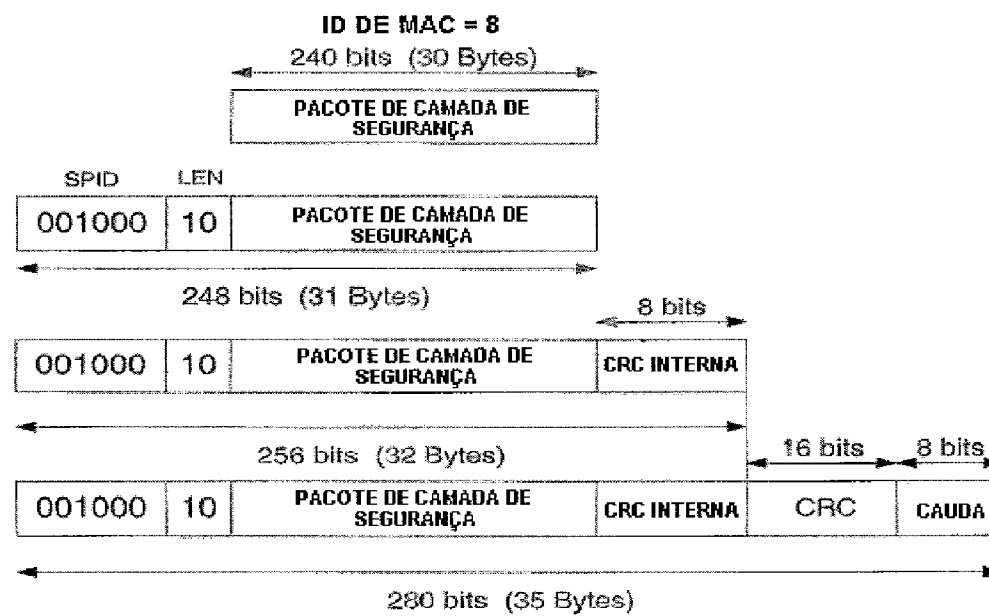 ID DE MAC = 8
240 bits (30 Bytes)
PACOTE DE CAMADA DE
SEGURANÇA
SPID LEN
001000 10 PACOTE DE CAMADA DE
SEGURANÇA
248 bits (31 Bytes)
8 bits
001000 10 PACOTE DE CAMADA DE
SEGURANÇA CRC INTERNA
256 bits (32 Bytes)
16 bits 8 bits
001000 10 PACOTE DE CAMADA DE
SEGURANÇA CRC INTERNA CRC CAUDA
280 bits (35 Bytes)